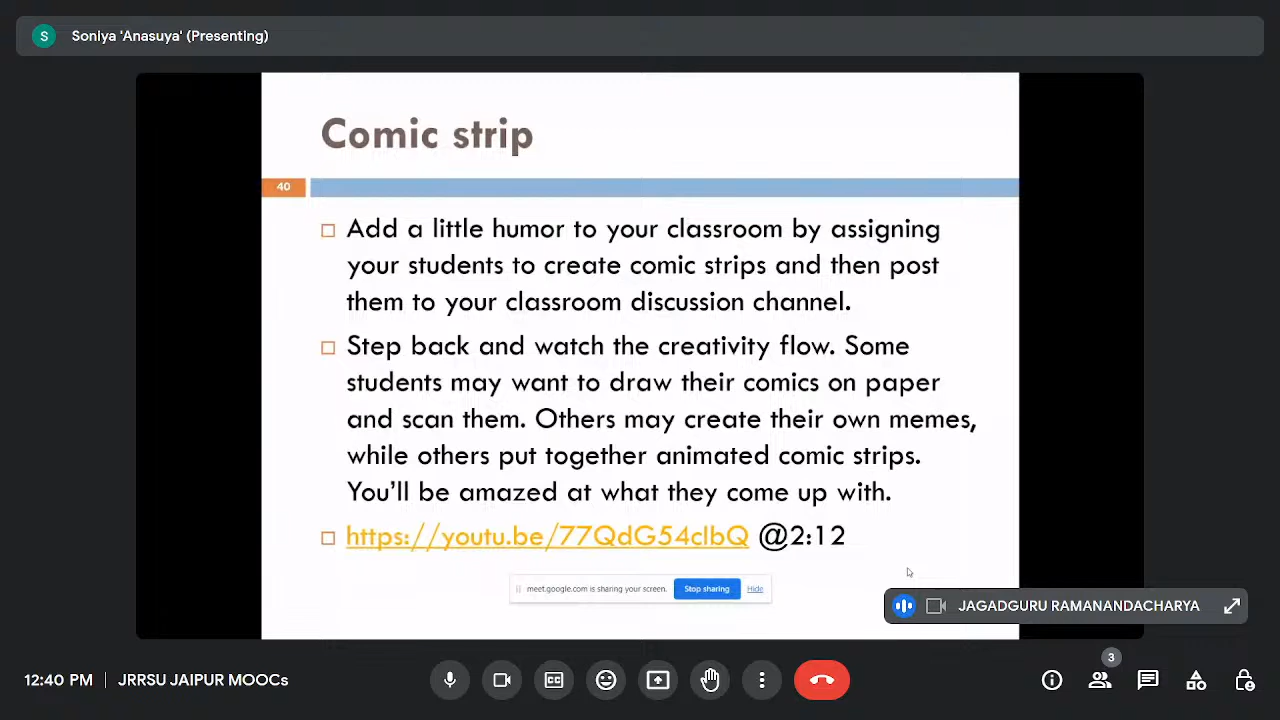 S Soniya 'Anasuya' (Presenting)
Comic strip
40
Add a little humor to your classroom by assigning
your students to create comic strips and then post
them to your classroom discussion channel.
Step back and watch the creativity flow. Some
students may want to draw their comics on paper
and scan them. Others may create their own memes,
while others put together animated comic strips.
You'll be amazed at what they come up with.
https://youtu.be/77QdG54cIbQ @2:12
meet.google.com is sharing your screen. Stop sharing Hide
JAGADGURU RAMANANDACHARYA
3
12:40 PM JRRSU JAIPUR MOOCs